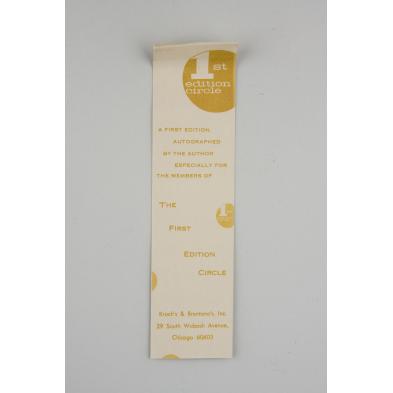 1st
edition
circle
A FIRST EDITION
AUTOGRAPHED
BY THE AUTHOR
ESPECIALLY FOR
THE MEMBERS OF
THE
1st
FIRST
EDITION
CIRCLE
Kroch's & Brentano's, Inc.
29 South Wabash Avenue,
Chicago 60603